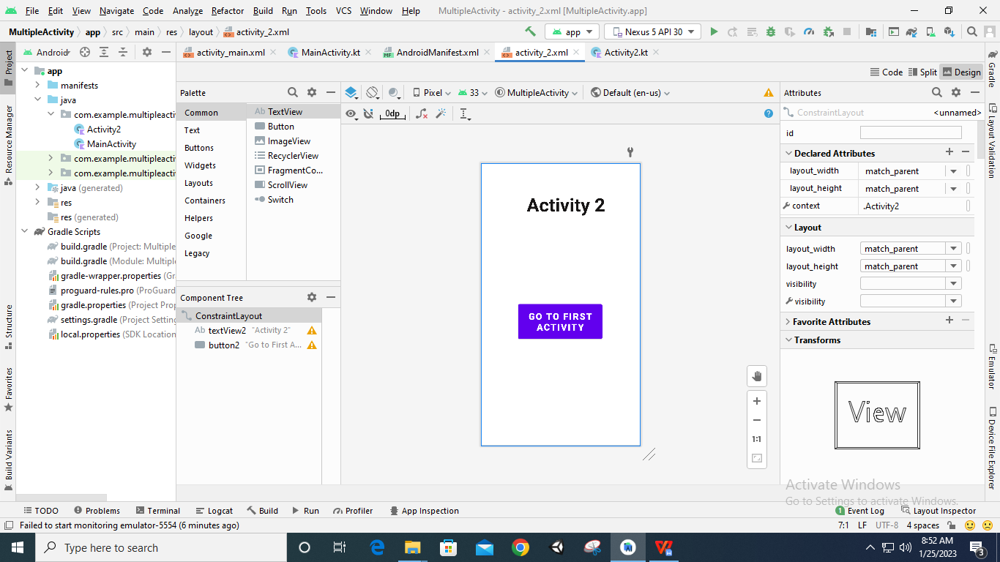 File Edit View Navigate Code Analyze Refactor Build Run Tools VCS Window Help MultipleActivity - activity_2.xml [MultipleActivity.app]
MultipleActivity app src main res layout activity_2.xml app Nexus 5 API 30
Android activity_main.xml MainActivity.kt AndroidManifest.xml activity_2.xml Activity2.kt
Code Split Design
Project
Resource Manager
Structure
Favorites
Build Variants
app
manifests
java
com.example.multipleacti
Activity2
MainActivity
com.example.multipleacti
com.example.multipleacti
java (generated)
res
res (generated)
Gradle Scripts
build.gradle (Project: Multiple
build.gradle (Module: Multipl
gradle-wrapper.properties (Gr
proguard-rules.pro (ProGuard
gradle.properties (Project Prop
settings.gradle (Project Setting
local.properties (SDK Location
Palette
Common
Text
Buttons
Widgets
Layouts
Containers
Helpers
Google
Legacy
Ab TextView
Button
ImageView
RecyclerView
FragmentCo...
ScrollView
Switch
Component Tree
ConstraintLayout
Ab textView2 "Activity 2"
button2 "Go to First A...
Pixel 33 MultipleActivity Default (en-us)
0dp
Activity 2
GO TO FIRST
ACTIVITY
1:1
Attributes
ConstraintLayout <unnamed>
id
Declared Attributes
layout_width match_parent
layout_height match_parent
context .Activity2
Layout
layout_width match_parent
layout_height match_parent
visibility
visibility
Favorite Attributes
Transforms
View
Gradle
Layout Validation
Emulator
Device File Explorer
Activate Windows
Go to Settings to activate Windows.
TODO Problems Terminal Logcat Build Run Profiler App Inspection 1 Event Log Layout Inspector
Failed to start monitoring emulator-5554 (6 minutes ago) 7:1 LF UTF-8 4 spaces
Type here to search
8:52 AM
1/25/2023
3